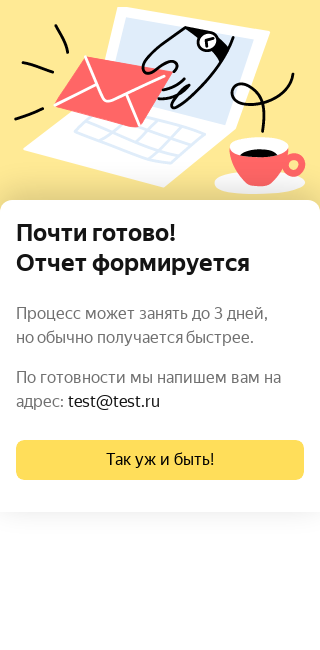 Почти готово!
Отчет формируется
Процесс может занять до 3 дней,
но обычно получается быстрее.
По готовности мы напишем вам на
адрес: test@test.ru
Так уж и быть!